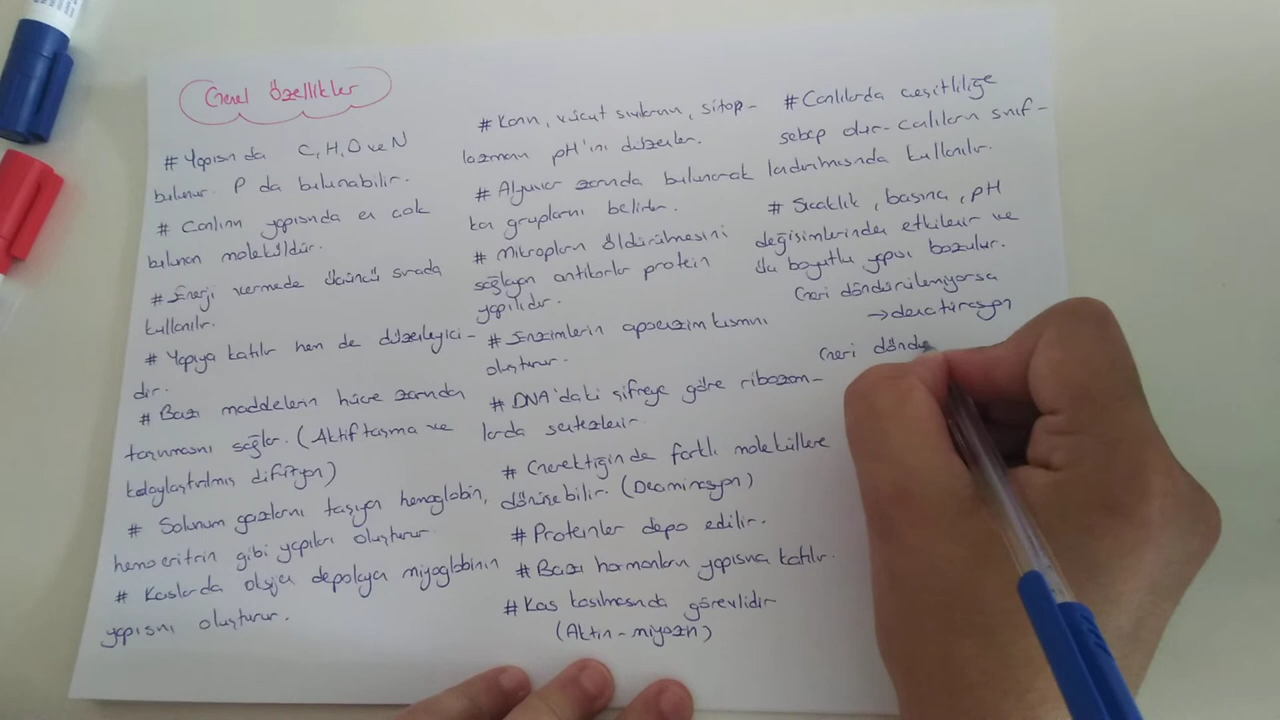 Genel Özellikler
# Yapısında C, H, O ve N
bulunur. P da bulunabilir.
# Canlının yapısında en çok
bulunan moleküldür.
# Enerji vermede üçüncü sırada
kullanılır.
# Yapıya katılır hem de düzenleyici-
dir.
# Bazı maddelerin hücre zarında
taşınmasını sağlar. (Aktif taşıma ve
kolaylaştırılmış difüzyon)
# Solunum gazlarını taşıyan hemoglobin,
hemoeritrin gibi yapıları oluşturur.
# Kaslarda oksijen depolayan miyoglobinin
yapısını oluşturur.
# Kanın, vücut sıvılarının, sitop-
lazmanın pH'ını düzenler.
# Alyuvar zarında bulunarak
kan gruplarını belirler.
# Mikropların öldürülmesini
sağlayan antikorlar protein
yapılıdır.
# Enzimlerin apoenzim kısmını
oluşturur.
# DNA'daki şifreye göre ribozom-
larda sentezlenir.
# Gerektiğinde farklı moleküllere
dönüşebilir. (Deaminasyon)
# Proteinler depo edilir.
# Bazı hormonların yapısına katılır.
# Kas kasılmasında görevlidir
(Aktin-miyozin)
# Canlılarda çeşitliliğe
sebep olur. Calıların sınıf-
landırılmasında kullanılır.
# Sıcaklık, basınç, pH
değişimlerinden etkilenir ve
üç boyutlu yapısı bozulur.
Geri döndürülemiyorsa
→ denatürasyon
Geri döndü